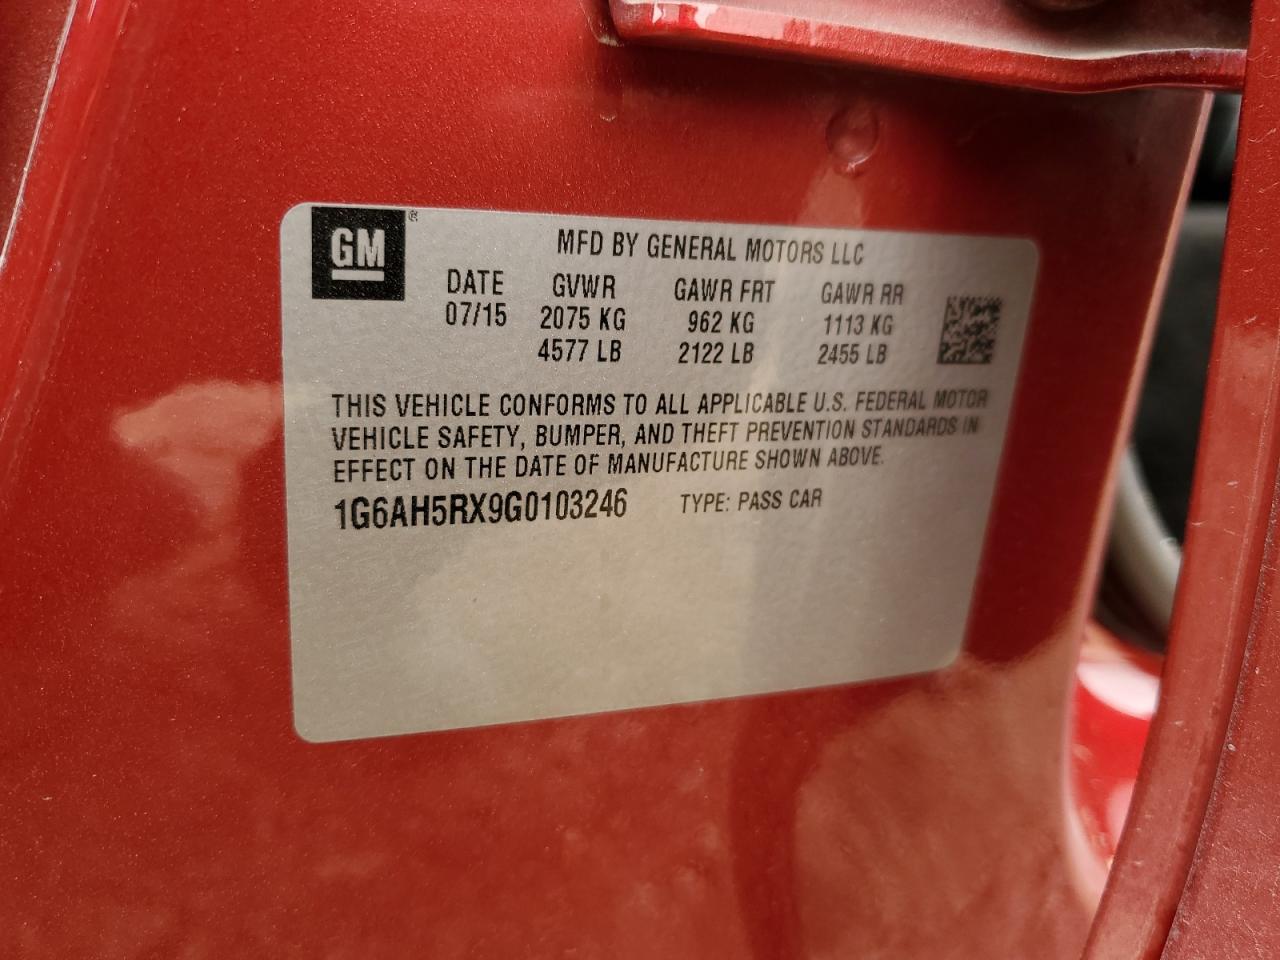 GM®
MFD BY GENERAL MOTORS LLC
DATE GVWR GAWR FRT GAWR RR
07/15 2075 KG 962 KG 1113 KG
4577 LB 2122 LB 2455 LB
THIS VEHICLE CONFORMS TO ALL APPLICABLE U.S. FEDERAL MOTOR
VEHICLE SAFETY, BUMPER, AND THEFT PREVENTION STANDARDS IN
EFFECT ON THE DATE OF MANUFACTURE SHOWN ABOVE.
1G6AH5RX9G0103246 TYPE: PASS CAR